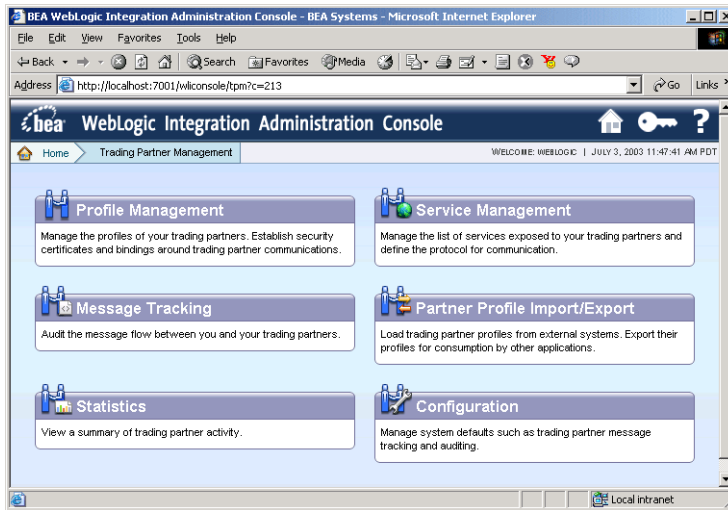 BEA WebLogic Integration Administration Console - BEA Systems - Microsoft Internet Explorer
File Edit View Favorites Tools Help
Back Search Favorites Media
Address http://localhost:7001/wliconsole/tpm?c=213 Go Links
bea WebLogic Integration Administration Console ?
Home Trading Partner Management WELCOME: WEBLOGIC | JULY 3, 2003 11:47:41 AM PDT
Profile Management
Manage the profiles of your trading partners. Establish security
certificates and bindings around trading partner communications.
Service Management
Manage the list of services exposed to your trading partners and
define the protocol for communication.
Message Tracking
Audit the message flow between you and your trading partners.
Partner Profile Import/Export
Load trading partner profiles from external systems. Export their
profiles for consumption by other applications.
Statistics
View a summary of trading partner activity.
Configuration
Manage system defaults such as trading partner message
tracking and auditing.
Local intranet